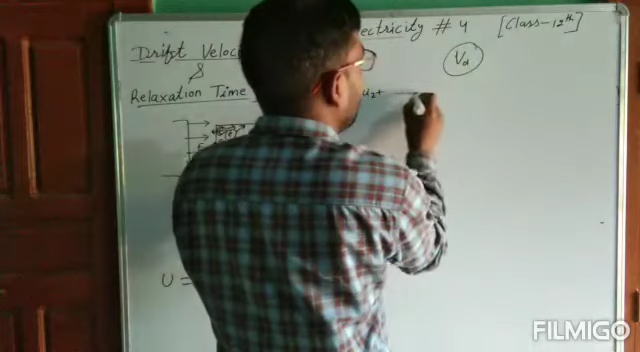 ectricity # 4 [Class-12th]
Drift Veloc
&
Vd
Relaxation Time
u2+
U =
FILMIGO